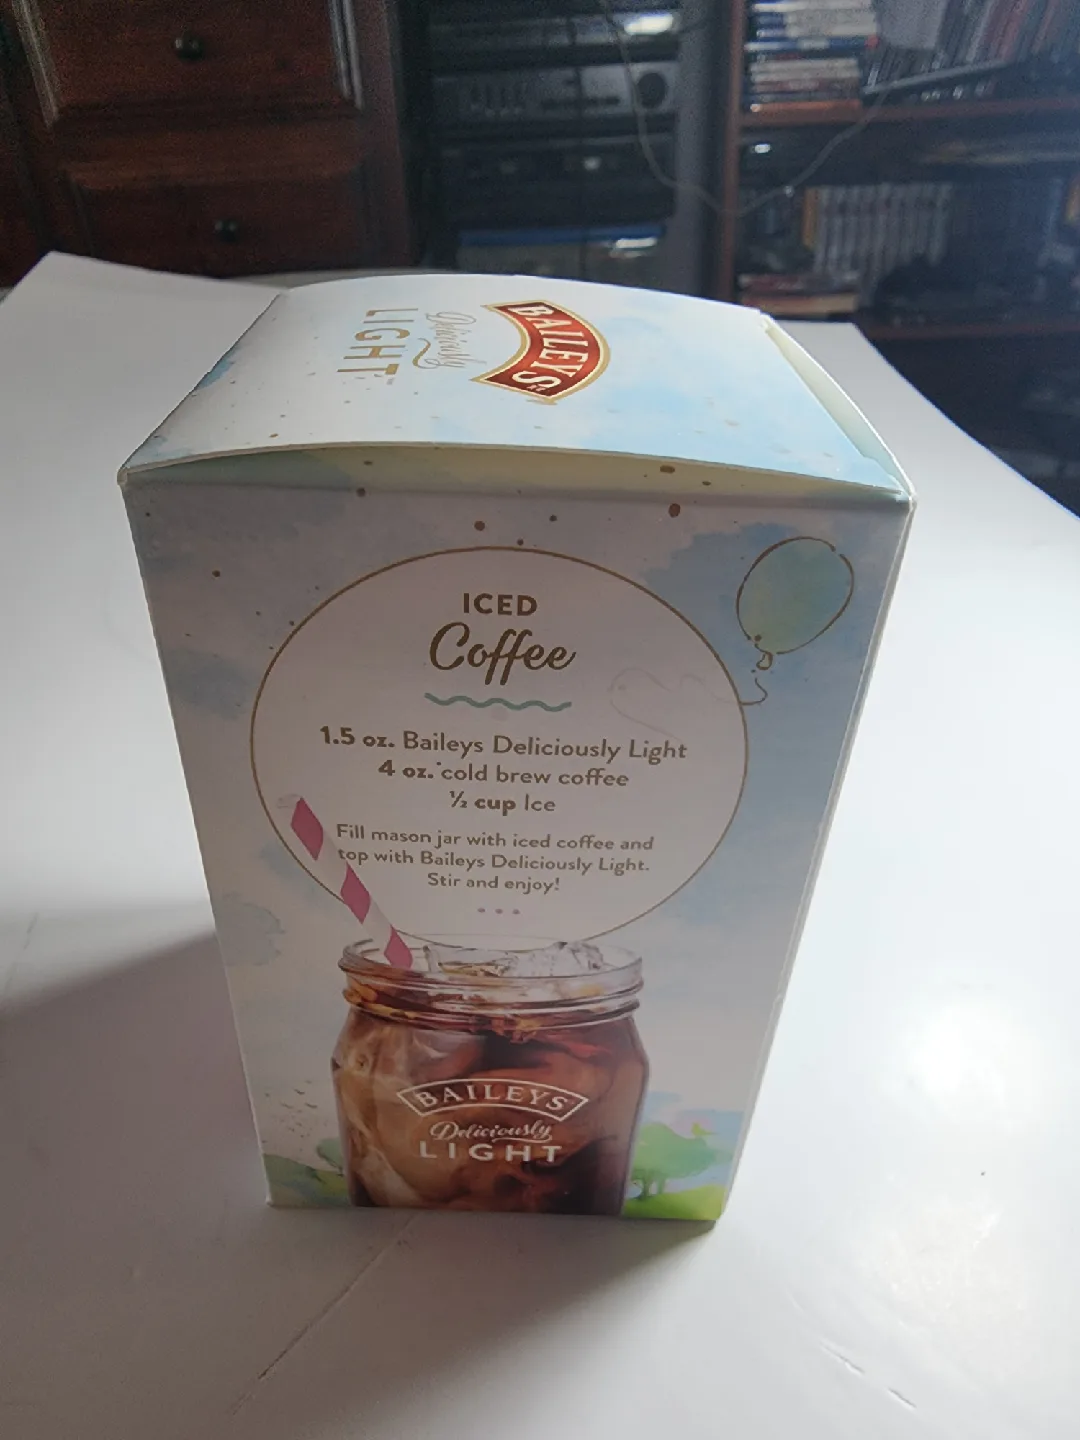 BAILEYS
Deliciously
LIGHT™
ICED
Coffee
1.5 oz. Baileys Deliciously Light
4 oz. cold brew coffee
½ cup Ice
Fill mason jar with iced coffee and
top with Baileys Deliciously Light.
Stir and enjoy!
BAILEYS
Deliciously
LIGHT